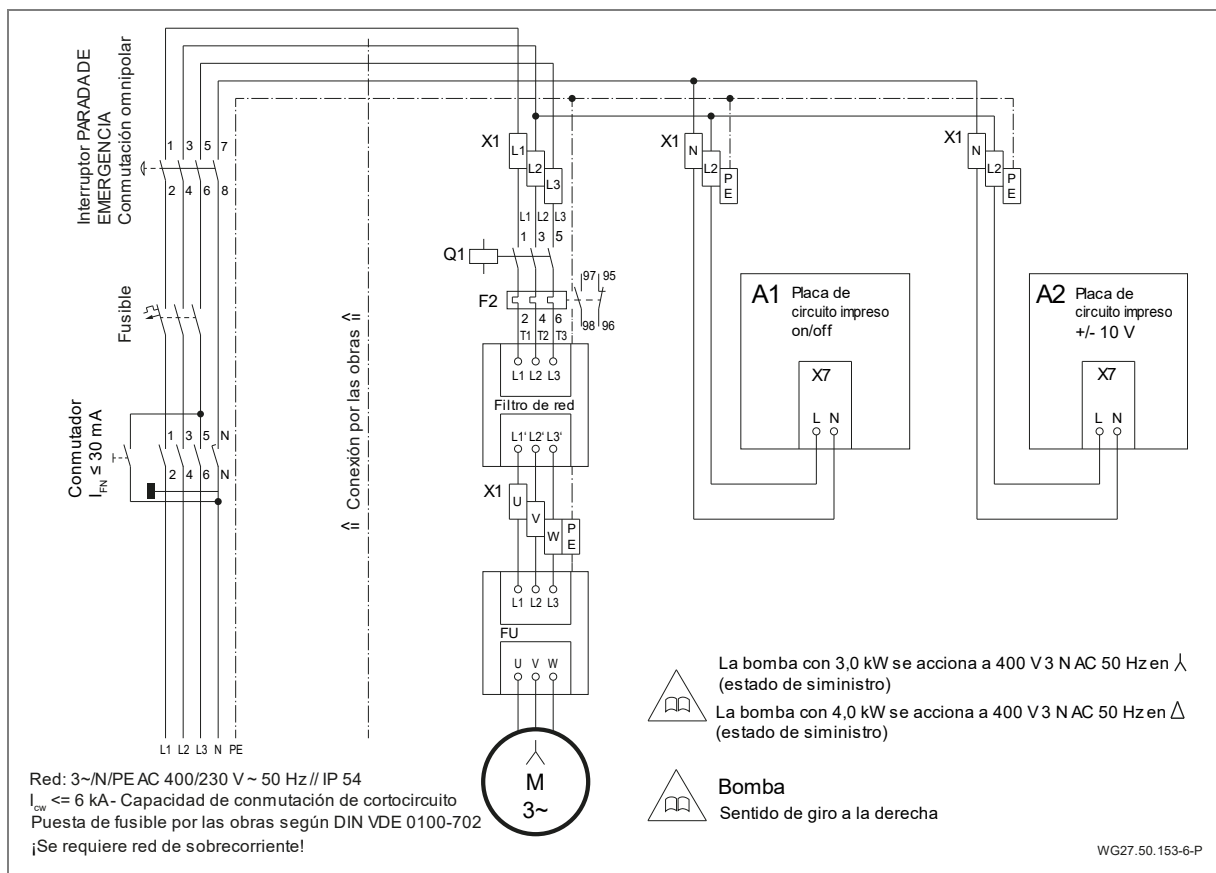 Interruptor PARADA DE
EMERGENCIA
Conmutación omnipolar
1 3 5 7
2 4 6 8
Fusible
Conmutador
I_FN ≤ 30 mA
1 3 5 N
2 4 6 N
L1 L2 L3 N PE
Conexión por las obras
X1
L1
L2
L3
L1 L2 L3
1 3 5
Q1
F2
97 95
98 96
2 4 6
T1 T2 T3
L1 L2 L3
Filtro de red
L1' L2' L3'
X1
U
V
W
PE
L1 L2 L3
FU
U V W
M
3~
X1
N
L2
PE
A1 Placa de
circuito impreso
on/off
X7
L N
X1
N
L2
PE
A2 Placa de
circuito impreso
+/- 10 V
X7
L N
La bomba con 3,0 kW se acciona a 400 V 3 N AC 50 Hz en ⅄
(estado de siministro)
La bomba con 4,0 kW se acciona a 400 V 3 N AC 50 Hz en △
(estado de siministro)
Bomba
Sentido de giro a la derecha
Red: 3~/N/PE AC 400/230 V ~ 50 Hz // IP 54
I_cw <= 6 kA - Capacidad de conmutación de cortocircuito
Puesta de fusible por las obras según DIN VDE 0100-702
¡Se requiere red de sobrecorriente!
WG27.50.153-6-P